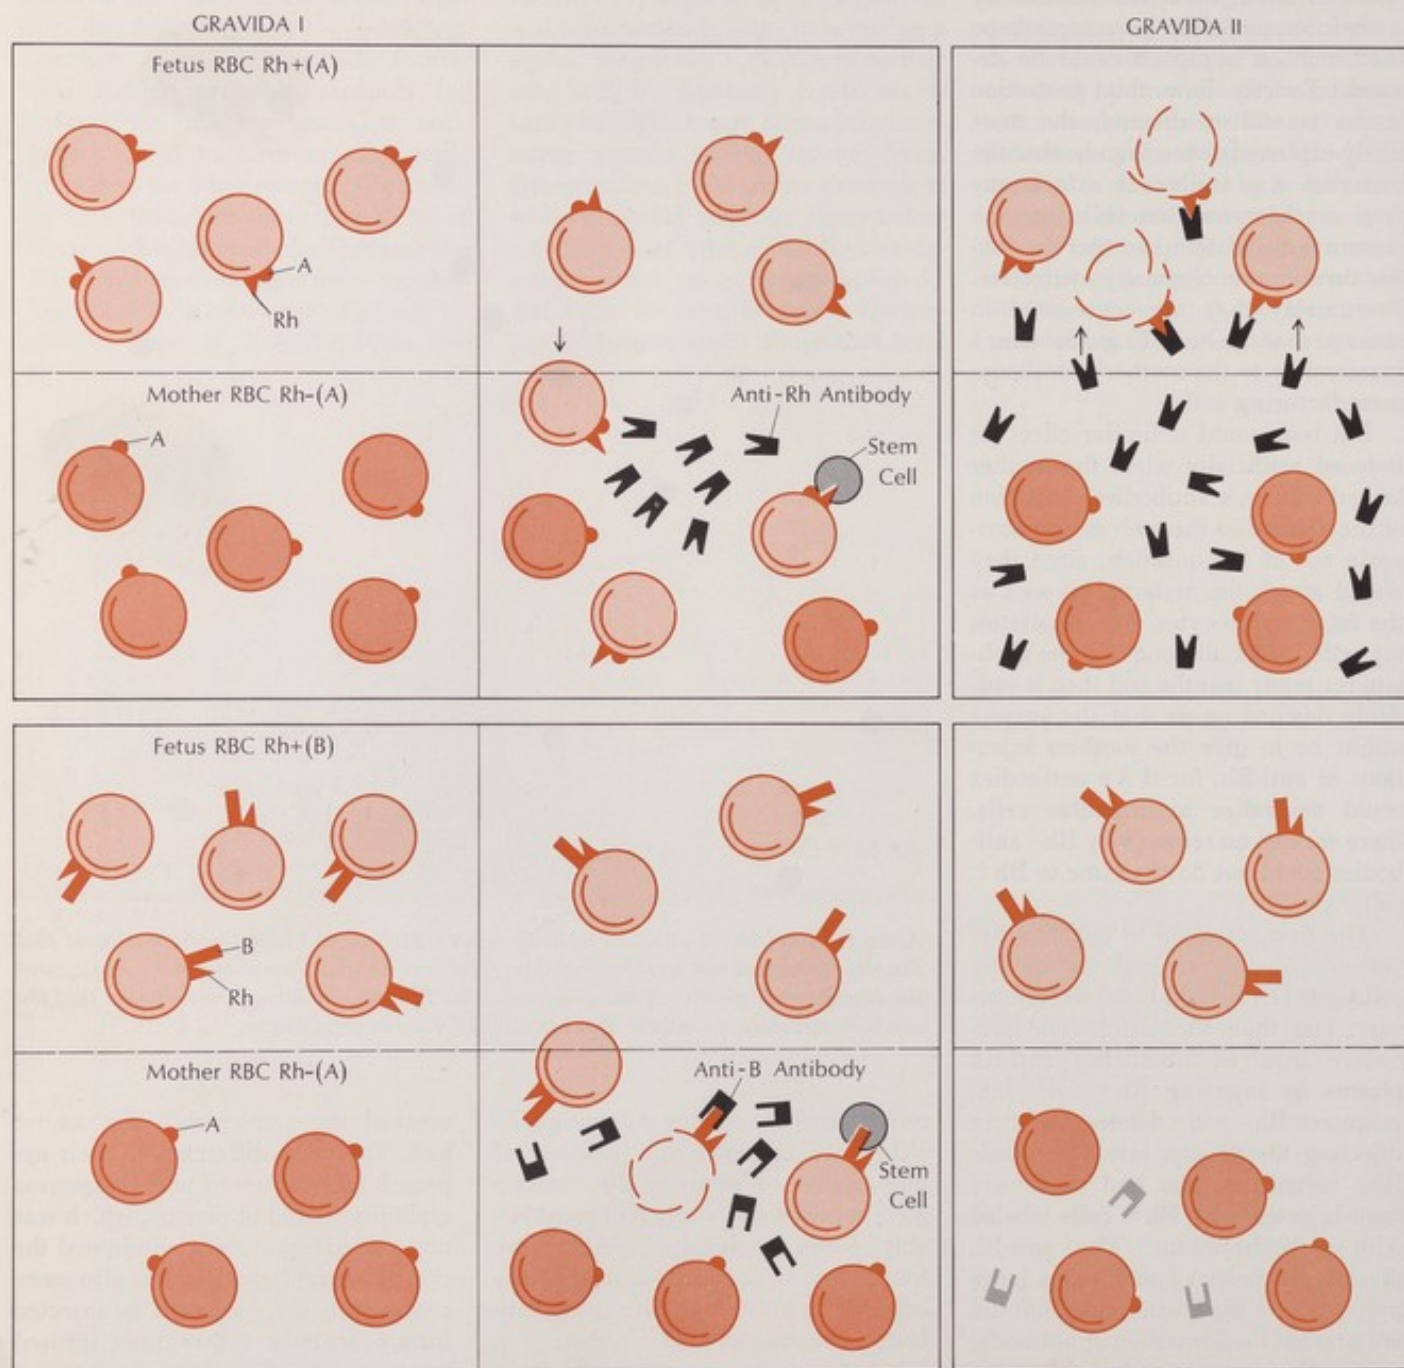 GRAVIDA I
GRAVIDA II
Fetus RBC Rh+(A)
A
Rh
Mother RBC Rh-(A)
A
Anti-Rh Antibody
Stem
Cell
Fetus RBC Rh+(B)
B
Rh
Mother RBC Rh-(A)
A
Anti-B Antibody
Stem
Cell